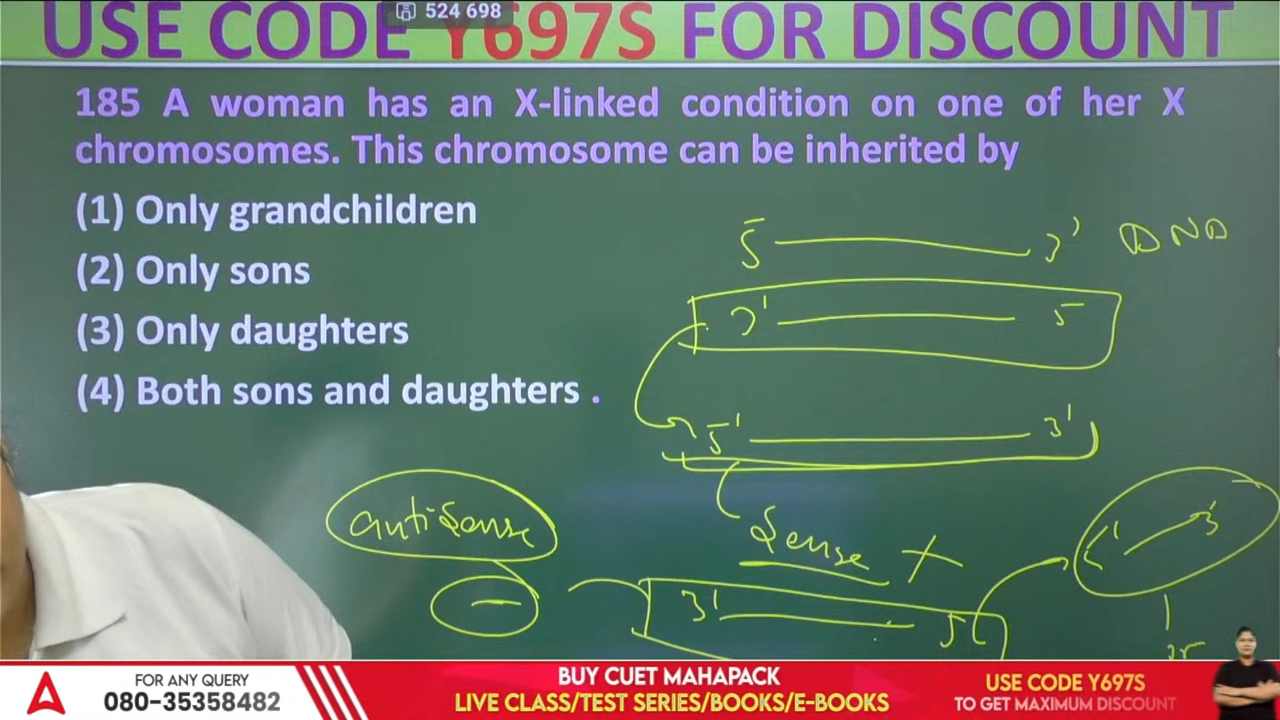 524 698
USE CODE Y697S FOR DISCOUNT
185 A woman has an X-linked condition on one of her X
chromosomes. This chromosome can be inherited by
(1) Only grandchildren
(2) Only sons
(3) Only daughters
(4) Both sons and daughters .
5 3' DNA
3' 5
5' 3'
antisense
Sense +
5' 3'
−
3' 5
FOR ANY QUERY
080-35358482
BUY CUET MAHAPACK
LIVE CLASS/TEST SERIES/BOOKS/E-BOOKS
USE CODE Y697S
TO GET MAXIMUM DISCOUNT